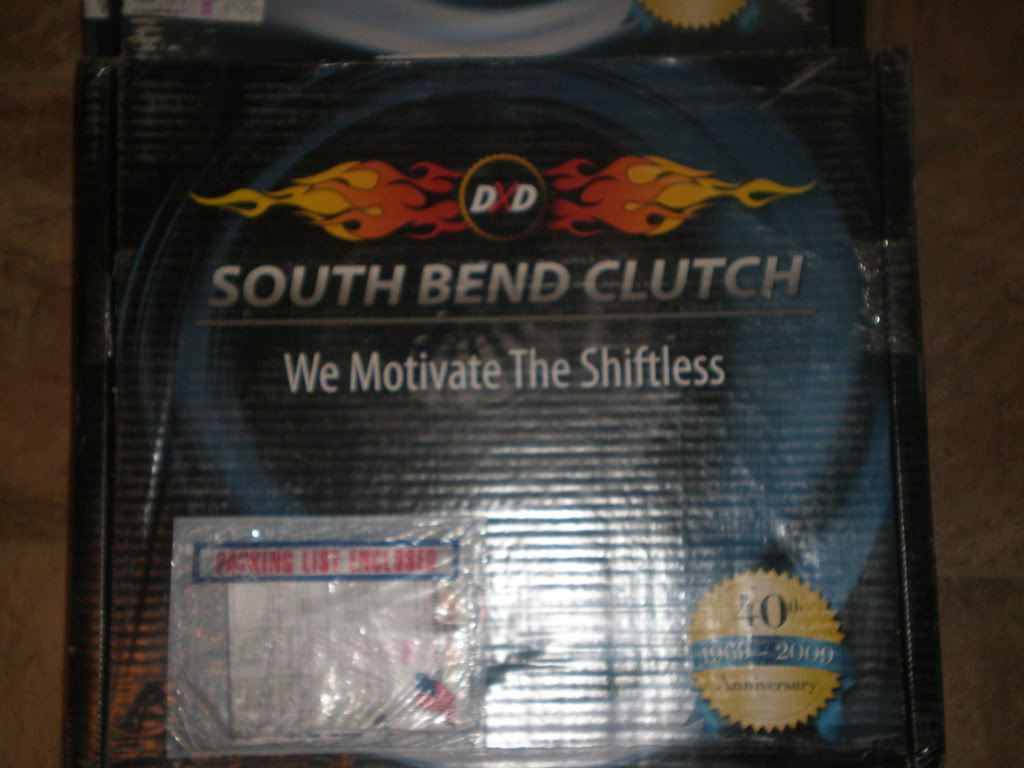 DXD
SOUTH BEND CLUTCH
We Motivate The Shiftless
PACKING LIST ENCLOSED
40th
1969 - 2009
Anniversary